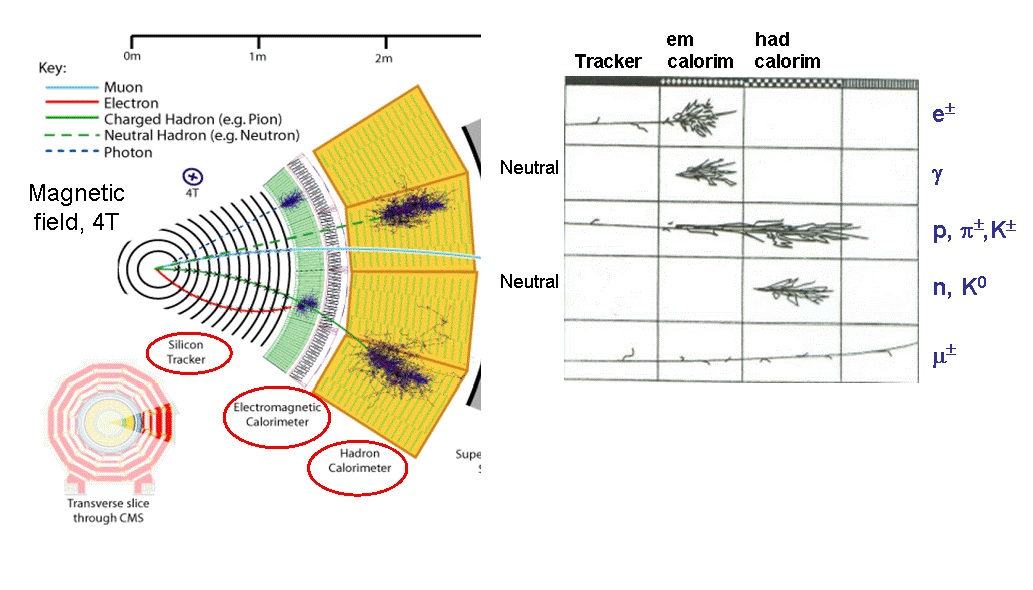 0m
1m
2m
Key:
Muon
Electron
Charged Hadron (e.g. Pion)
Neutral Hadron (e.g. Neutron)
Photon
4T
Magnetic
field, 4T
Silicon
Tracker
Electromagnetic
Calorimeter
Hadron
Calorimeter
Supe
S
Transverse slice
through CMS
Tracker
em
calorim
had
calorim
e±
Neutral
γ
p, π±,K±
Neutral
n, K⁰
μ±